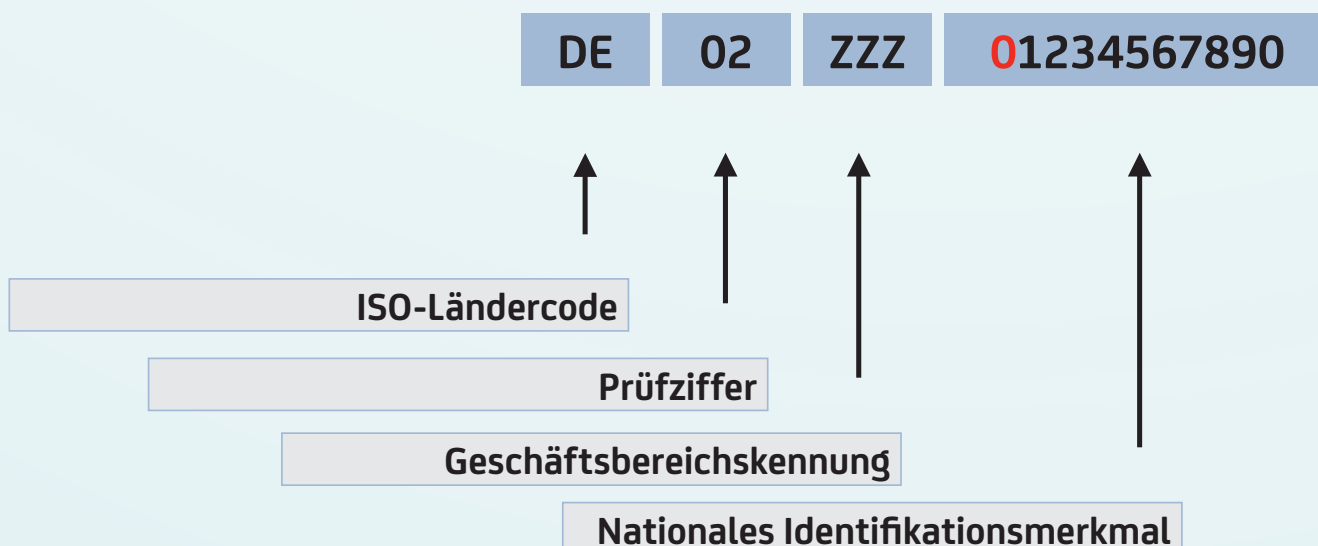 DE 02 ZZZ 01234567890
ISO-Ländercode
Prüfziffer
Geschäftsbereichskennung
Nationales Identifikationsmerkmal